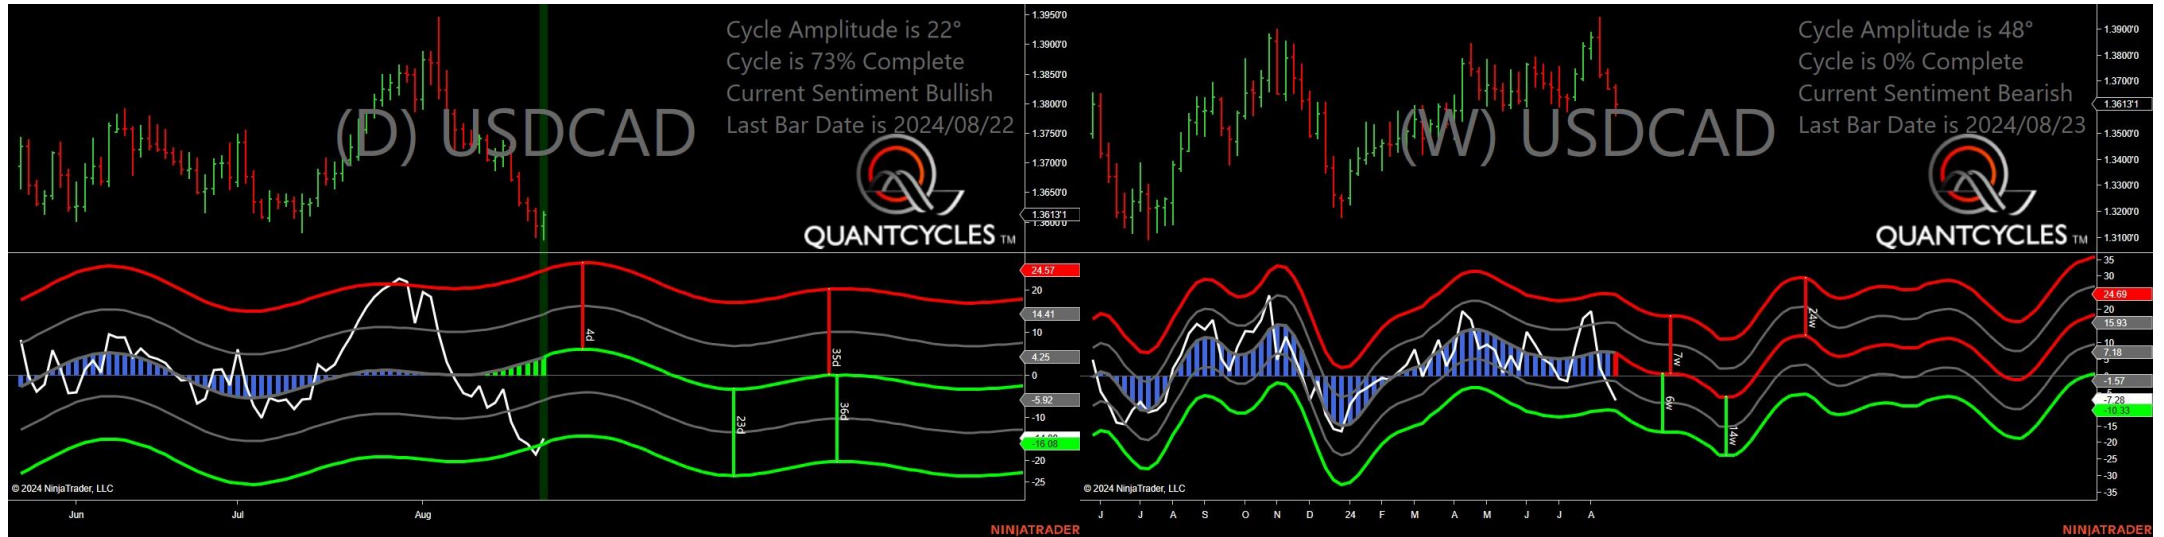 Cycle Amplitude is 22°
Cycle is 73% Complete
Current Sentiment Bullish
Last Bar Date is 2024/08/22
(D) USDCAD
QUANTCYCLES TM
1.3950'0
1.3900'0
1.3850'0
1.3800'0
1.3750'0
1.3700'0
1.3650'0
1.3613'1
24.57
20
14.41
10
4.25
0
-5.92
-10
-16.08
-20
-25
4d
23d
35d
36d
© 2024 NinjaTrader, LLC
Jun
Jul
Aug
NINJATRADER
Cycle Amplitude is 48°
Cycle is 0% Complete
Current Sentiment Bearish
Last Bar Date is 2024/08/23
(W) USDCAD
QUANTCYCLES TM
1.3900'0
1.3800'0
1.3700'0
1.3613'1
1.3500'0
1.3400'0
1.3300'0
1.3200'0
1.3100'0
35
30
24.69
20
15.93
10
7.18
-1.57
-7.28
-10.33
-15
-20
-25
-30
-35
7w
6w
14w
24w
© 2024 NinjaTrader, LLC
J
J
A
S
O
N
D
24
F
M
A
M
J
J
A
NINJATRADER